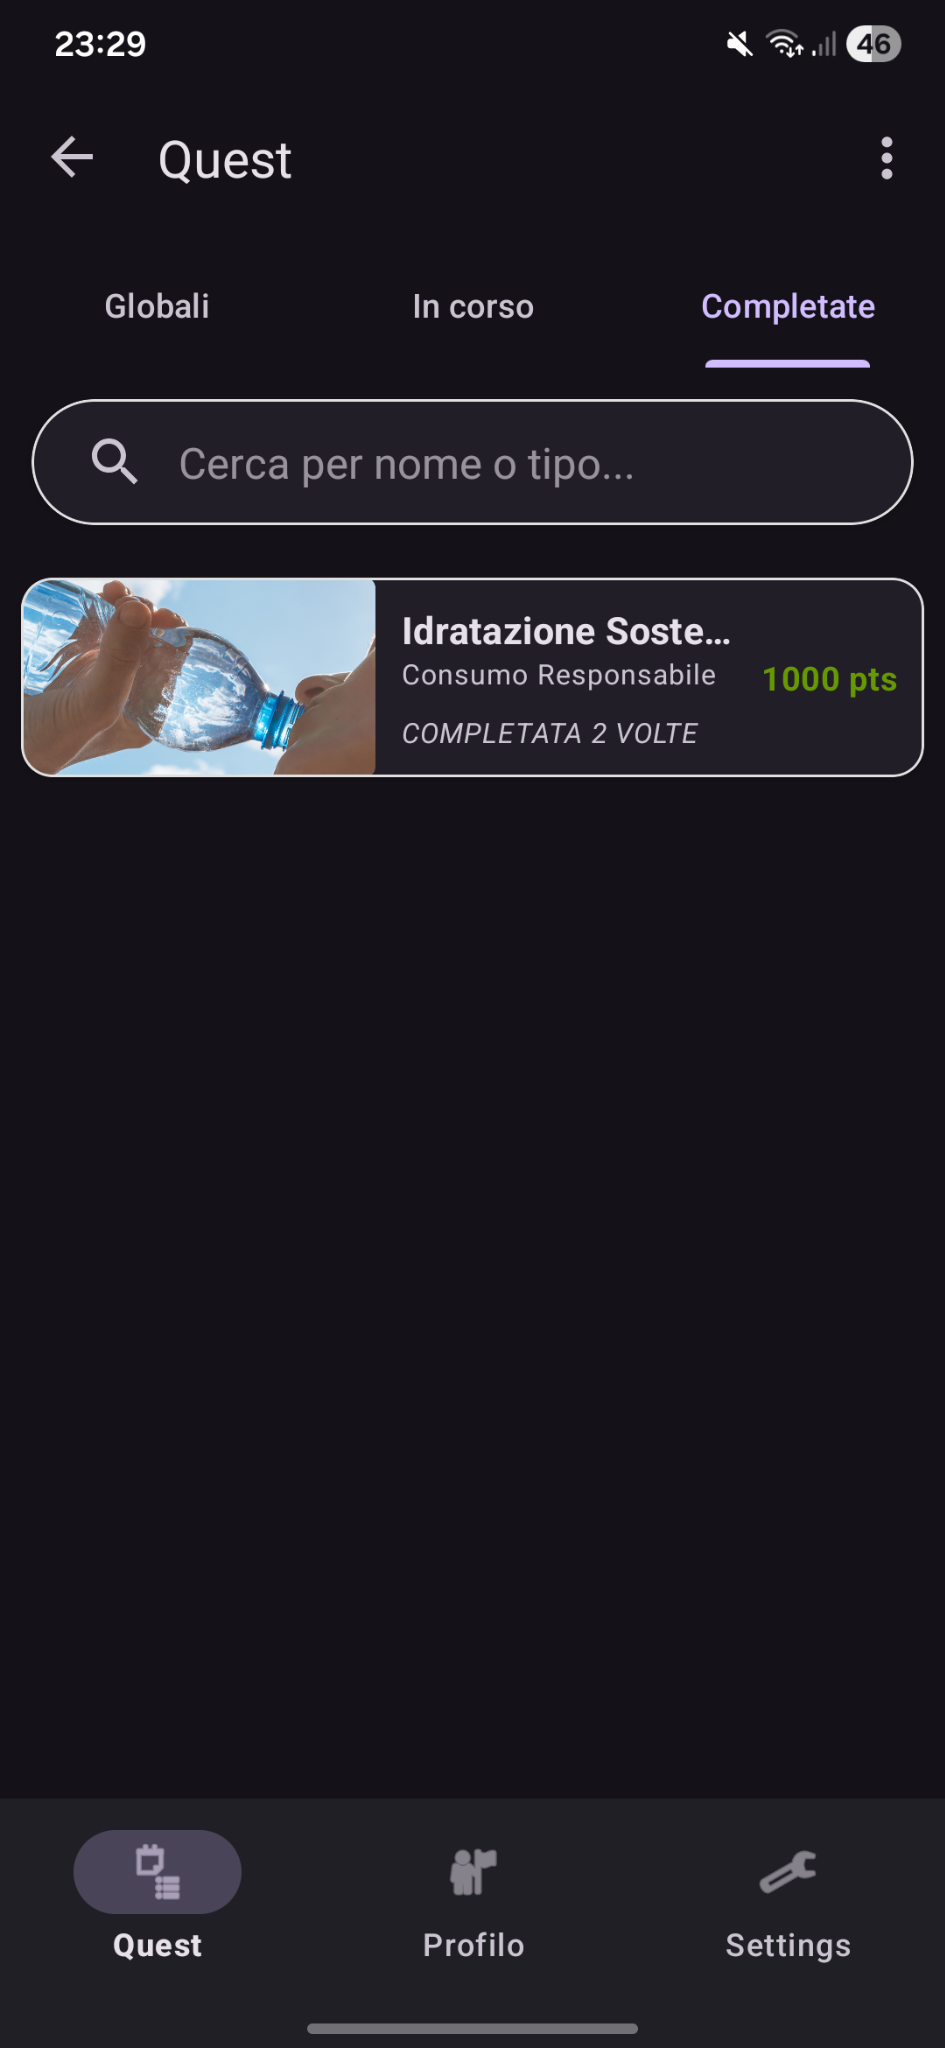 23:29
46
Quest
Globali
In corso
Completate
Cerca per nome o tipo...
Idratazione Soste...
Consumo Responsabile
1000 pts
COMPLETATA 2 VOLTE
Quest
Profilo
Settings